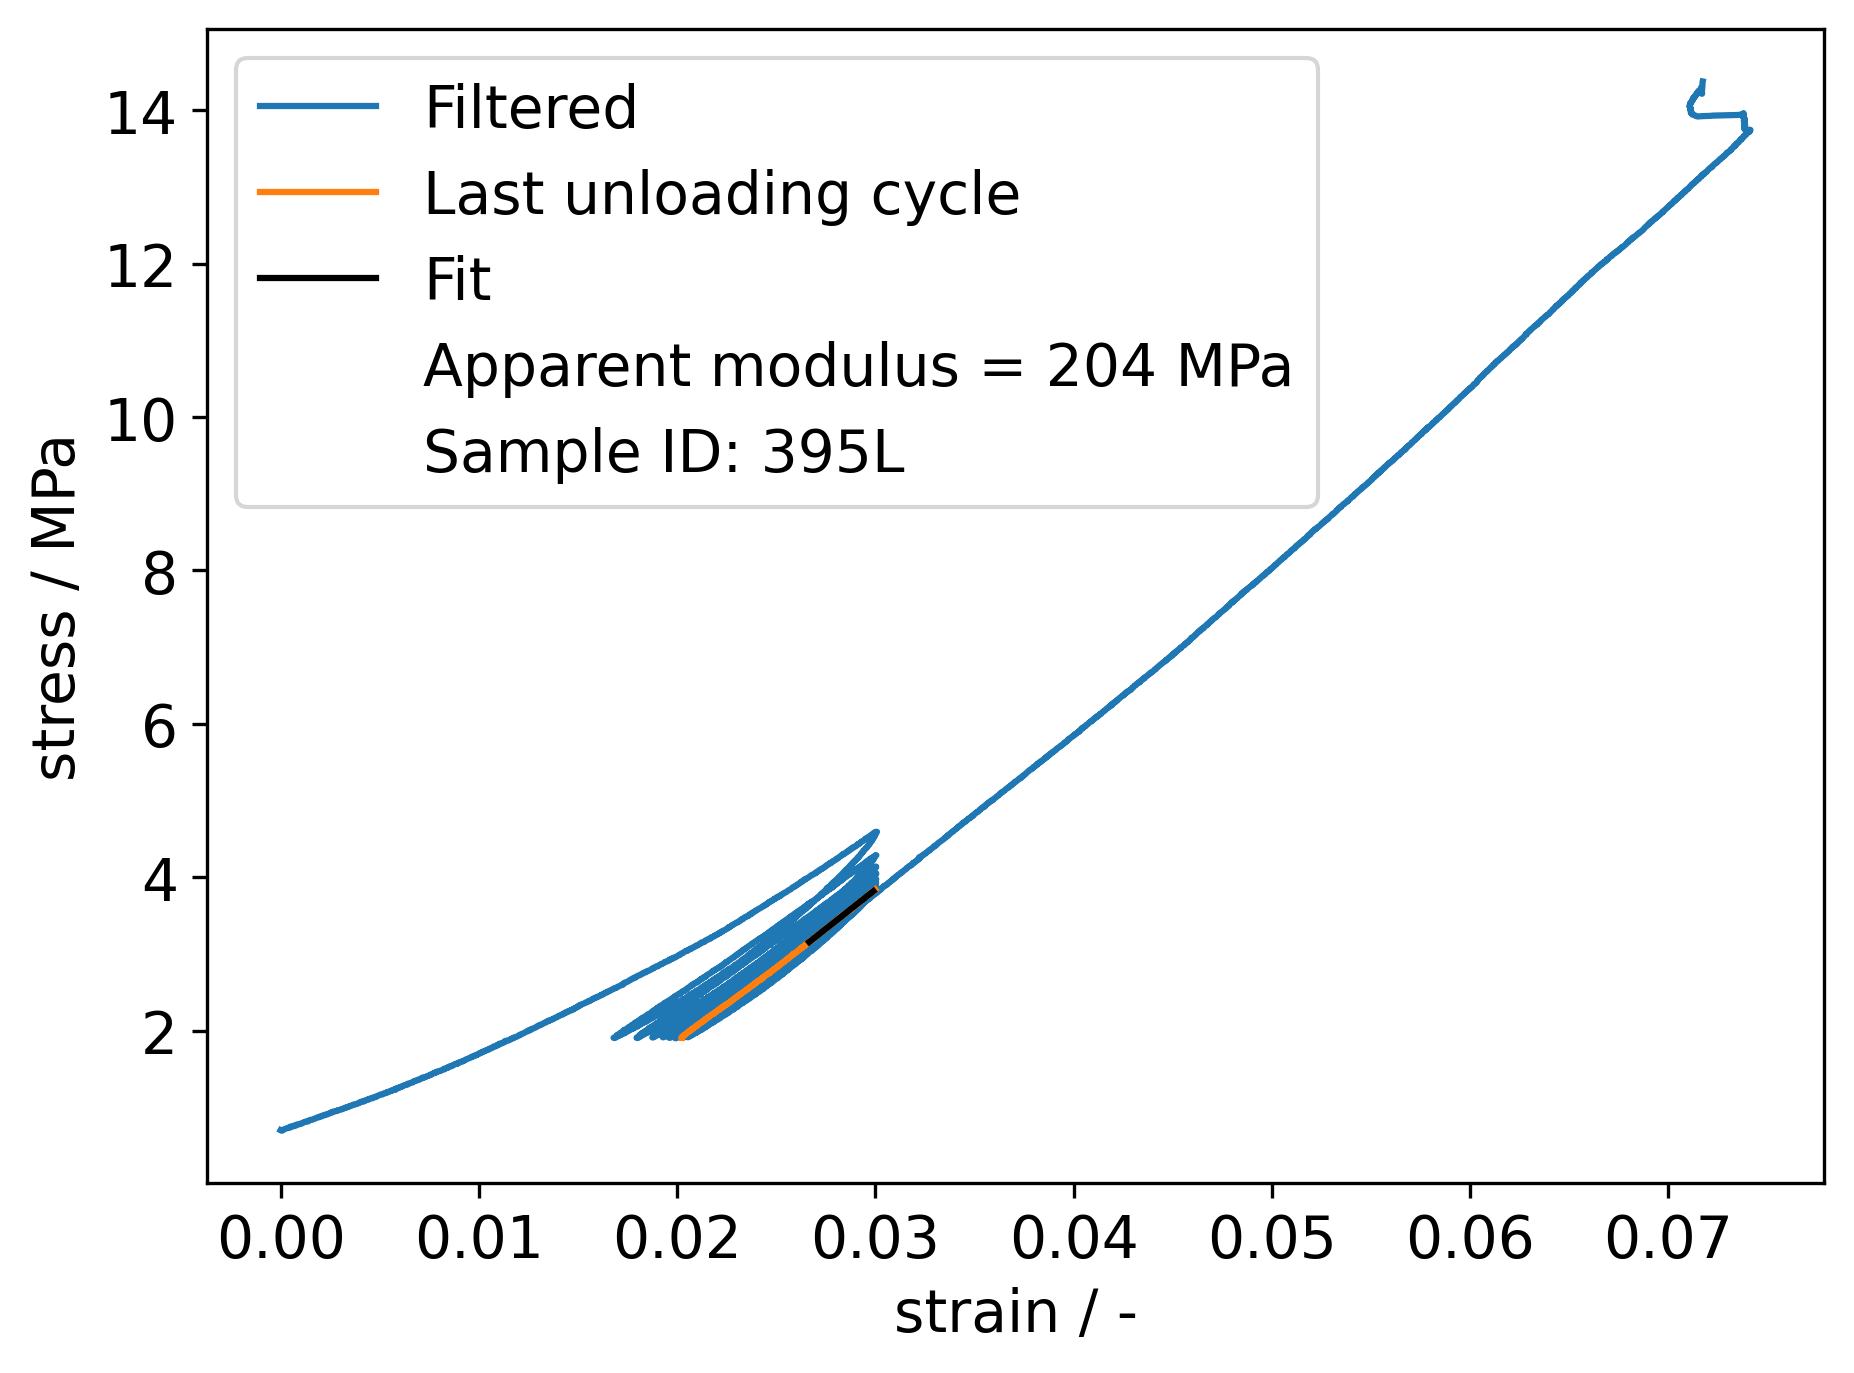 Filtered
Last unloading cycle
Fit
Apparent modulus = 204 MPa
Sample ID: 395L
14
12
10
8
6
4
2
stress / MPa
0.00 0.01 0.02 0.03 0.04 0.05 0.06 0.07
strain / -